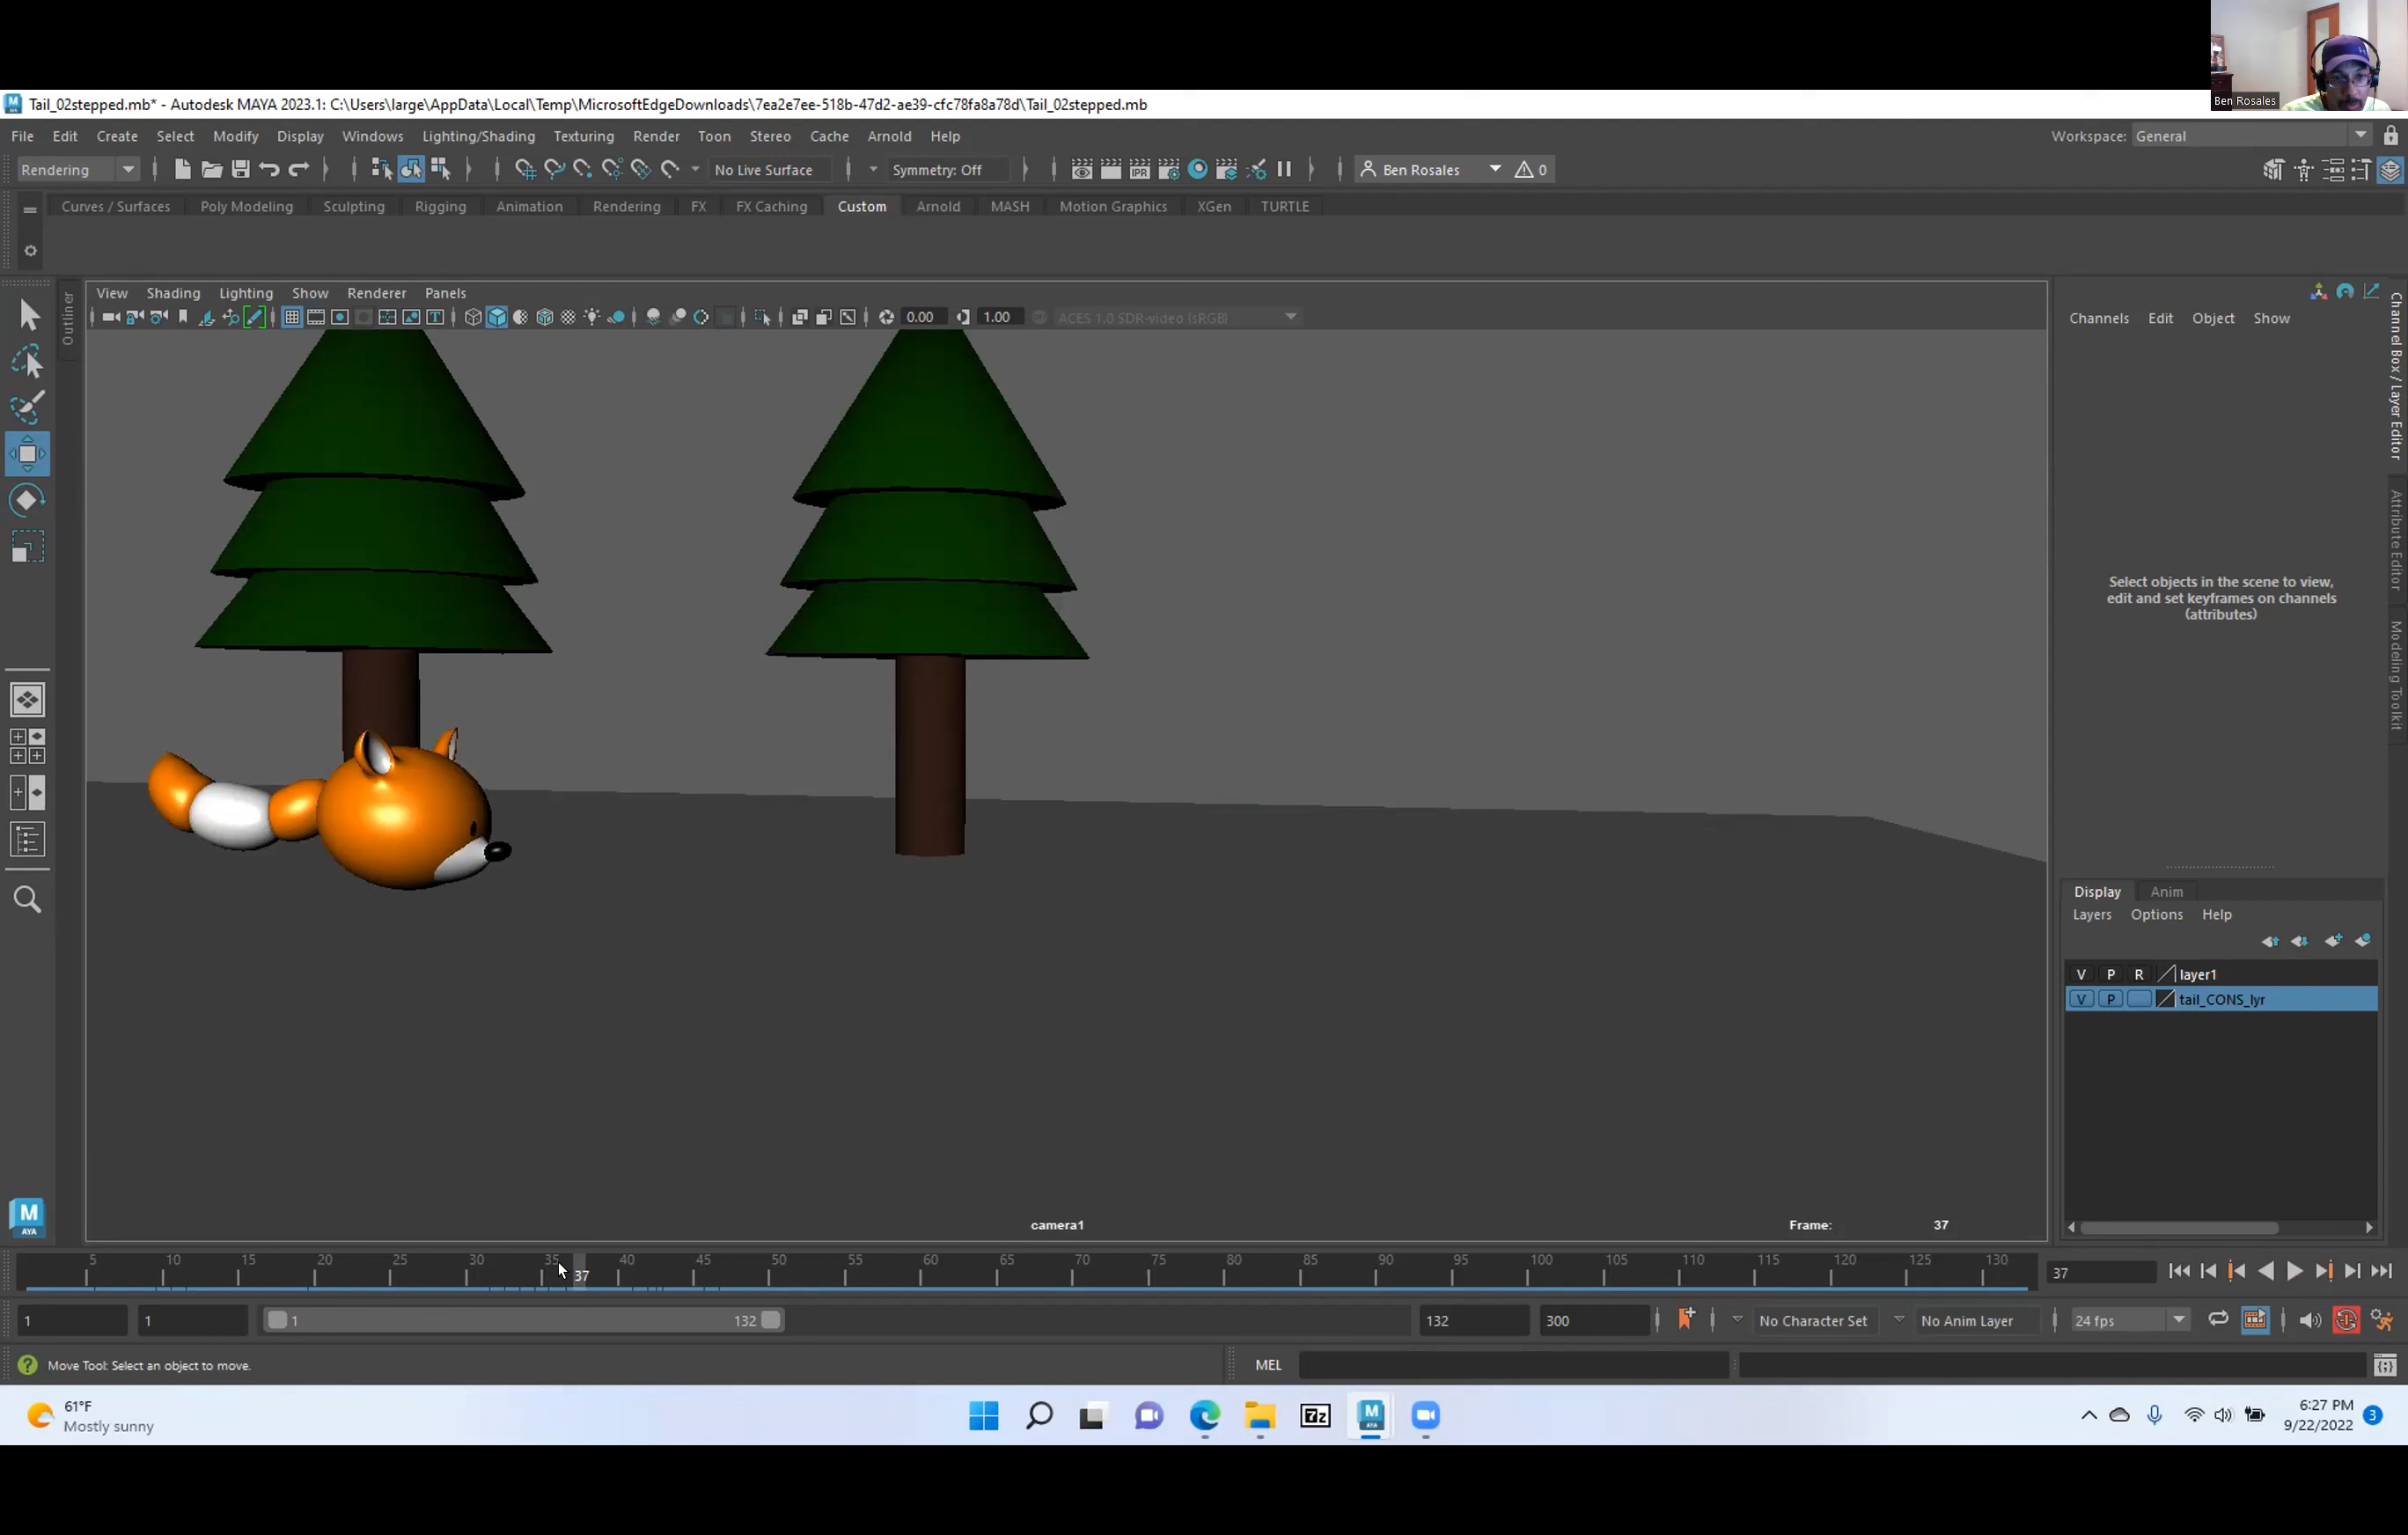 Ben Rosales
Tail_02stepped.mb* - Autodesk MAYA 2023.1: C:\Users\large\AppData\Local\Temp\MicrosoftEdgeDownloads\7ea2e7ee-518b-47d2-ae39-cfc78fa8a78d\Tail_02stepped.mb
File Edit Create Select Modify Display Windows Lighting/Shading Texturing Render Toon Stereo Cache Arnold Help
Workspace: General
Rendering No Live Surface Symmetry: Off IPR Ben Rosales 0
Curves / Surfaces Poly Modeling Sculpting Rigging Animation Rendering FX FX Caching Custom Arnold MASH Motion Graphics XGen TURTLE
Outliner
View Shading Lighting Show Renderer Panels
0.00 1.00 ACES 1.0 SDR-video (sRGB)
Channels Edit Object Show
Channel Box / Layer Editor
Attribute Editor
Modeling Toolkit
Select objects in the scene to view,
edit and set keyframes on channels
(attributes)
Display Anim
Layers Options Help
V P R layer1
V P tail_CONS_lyr
camera1 Frame: 37
M
AYA
5 10 15 20 25 30 35 40 45 50 55 60 65 70 75 80 85 90 95 100 105 110 115 120 125 130
37 37
1 1 1 132 132 300 No Character Set No Anim Layer 24 fps
Move Tool: Select an object to move. MEL
61°F
Mostly sunny
7z
M
AYA
6:27 PM
9/22/2022 3